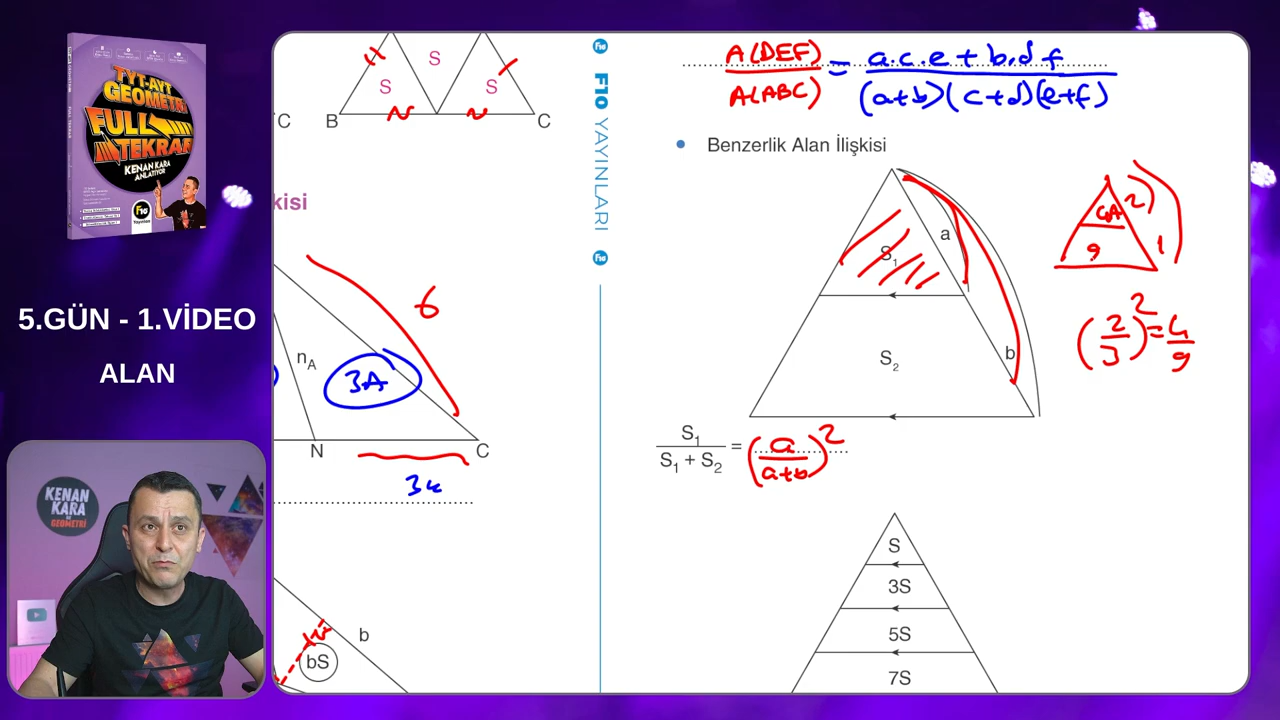 TYT-AYT
GEOMETRİ
FULL
TEKRAR
KENAN KARA
ANLATIYOR
F10
Yayınları
5.GÜN - 1.VİDEO
ALAN
KENAN
KARA
GEOMETRİ
C
B
S
S
S
C
kisi
6
n_A
3A
N
C
3k
b
bS
F10 YAYINLARI
A(DEF) / A(ABC) = a.c.e + b.d.f / (a+b)(c+d)(e+f)
• Benzerlik Alan İlişkisi
S₁
a
S₂
b
2
1
9
(2/3)² = 4/9
S₁ / S₁ + S₂ = (a / a+b)²
S
3S
5S
7S